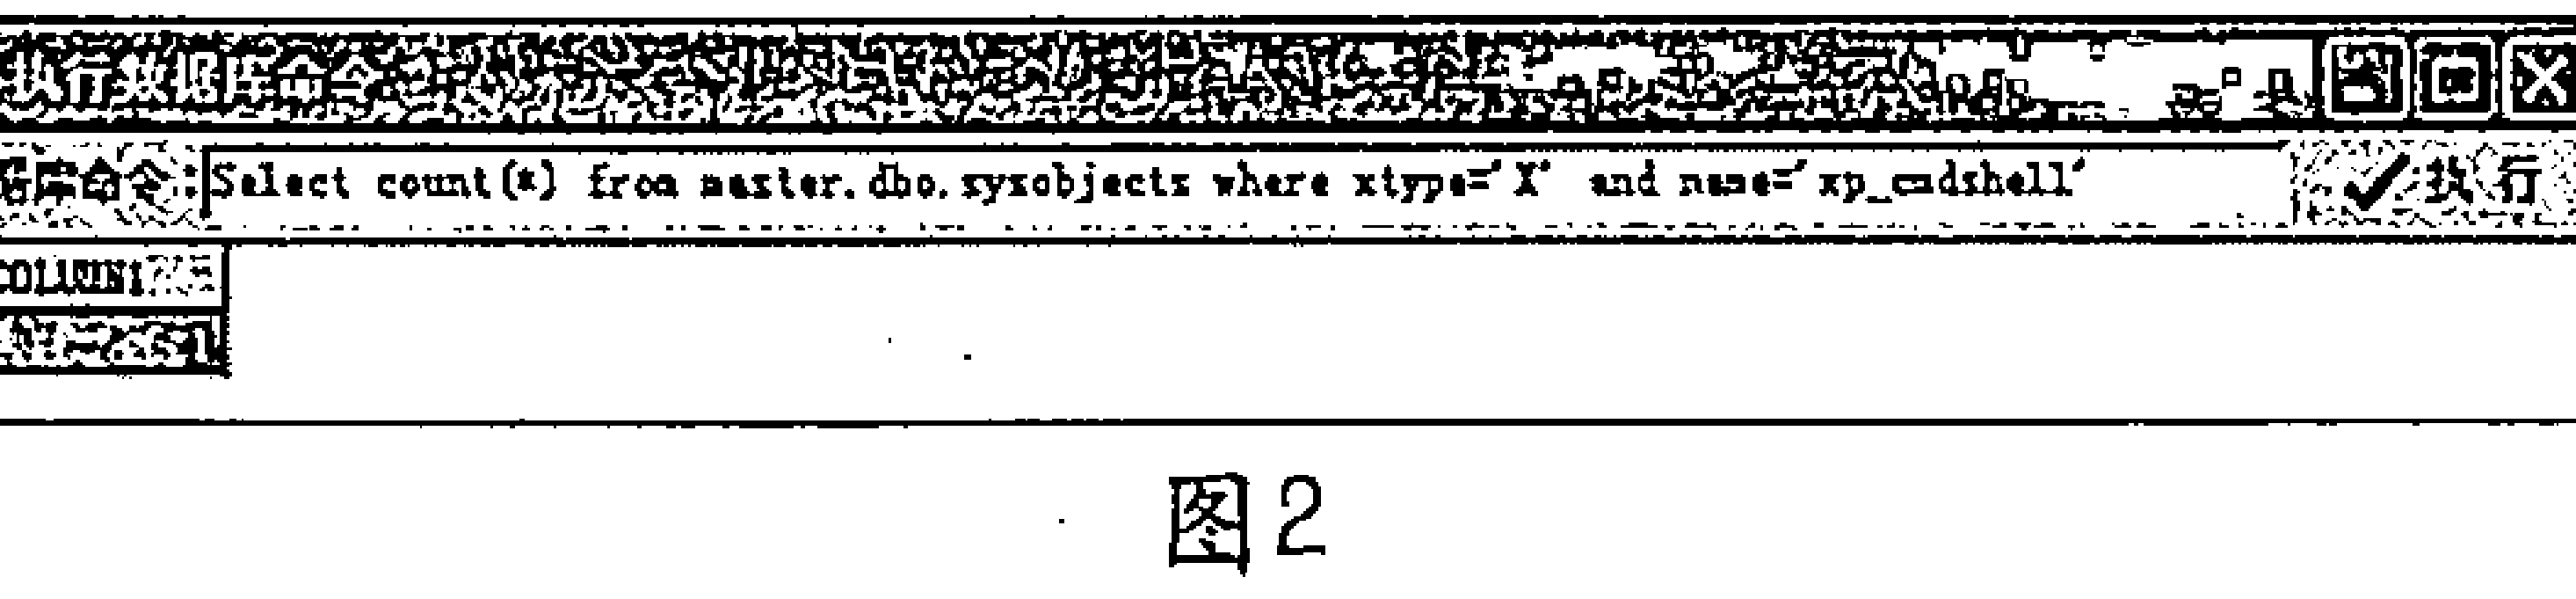 执行数据库命令
库命令: Select count(*) from master.dbo.sysobjects where xtype='X' and name='xp_cmdshell' 执行
COLUMN1
1
图2